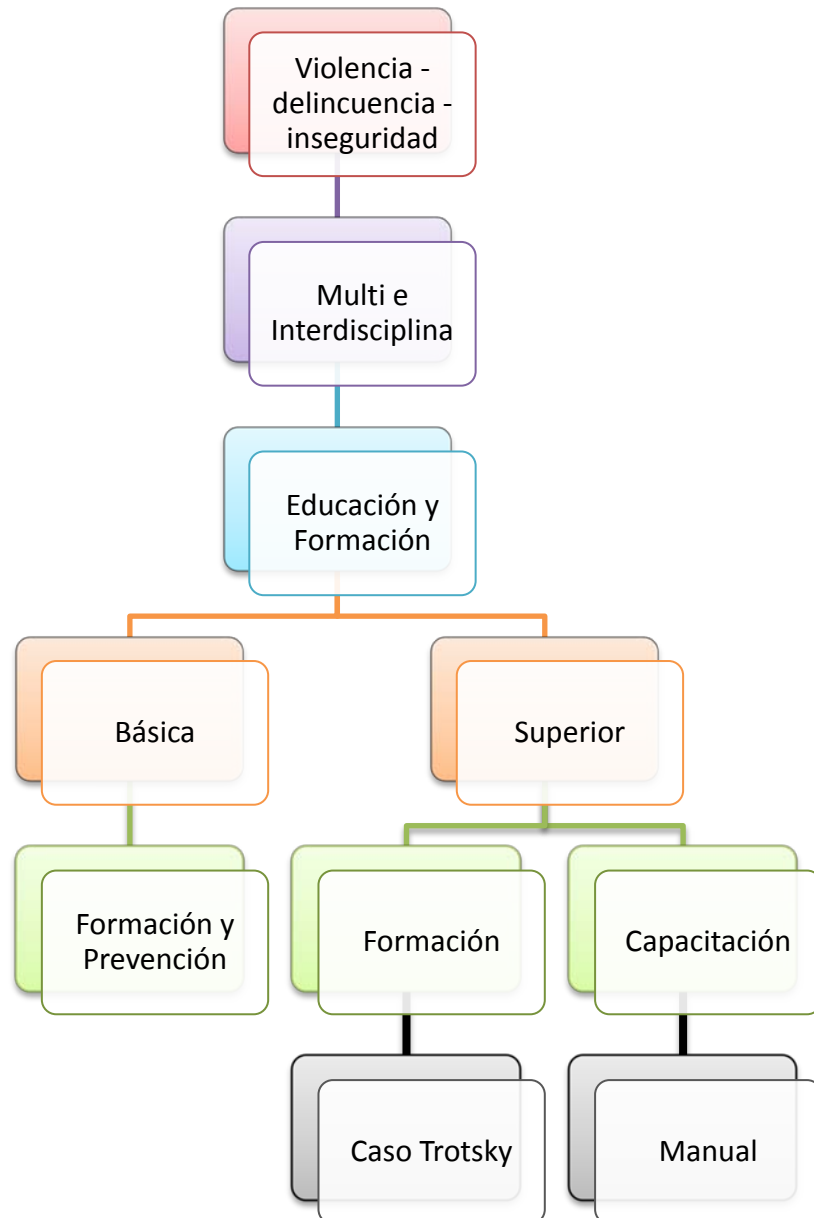 Violencia -
delincuencia -
inseguridad
Multi e
Interdisciplina
Educación y
Formación
Básica
Superior
Formación y
Prevención
Formación
Capacitación
Caso Trotsky
Manual